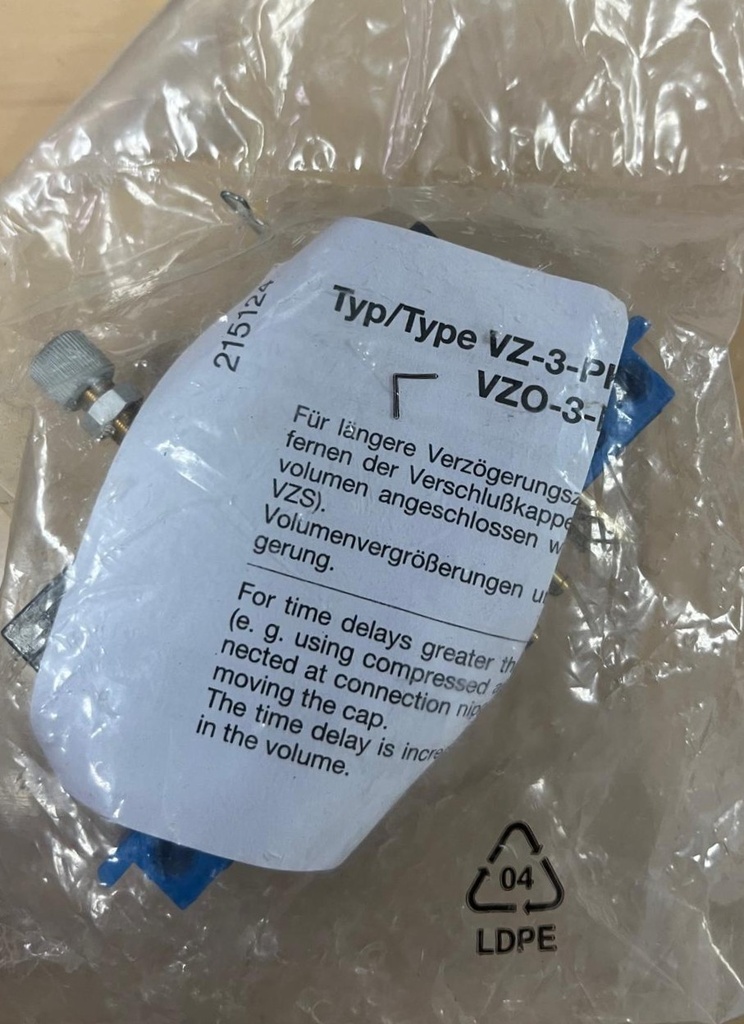 215124
Typ/Type VZ-3-P
VZO-3-
Für längere Verzögerungsz
fernen der Verschlußkappe
volumen angeschlossen w
VZS).
Volumenvergrößerungen u
gerung.
For time delays greater th
(e. g. using compressed a
nected at connection nip
moving the cap.
The time delay is incre
in the volume.
04
LDPE